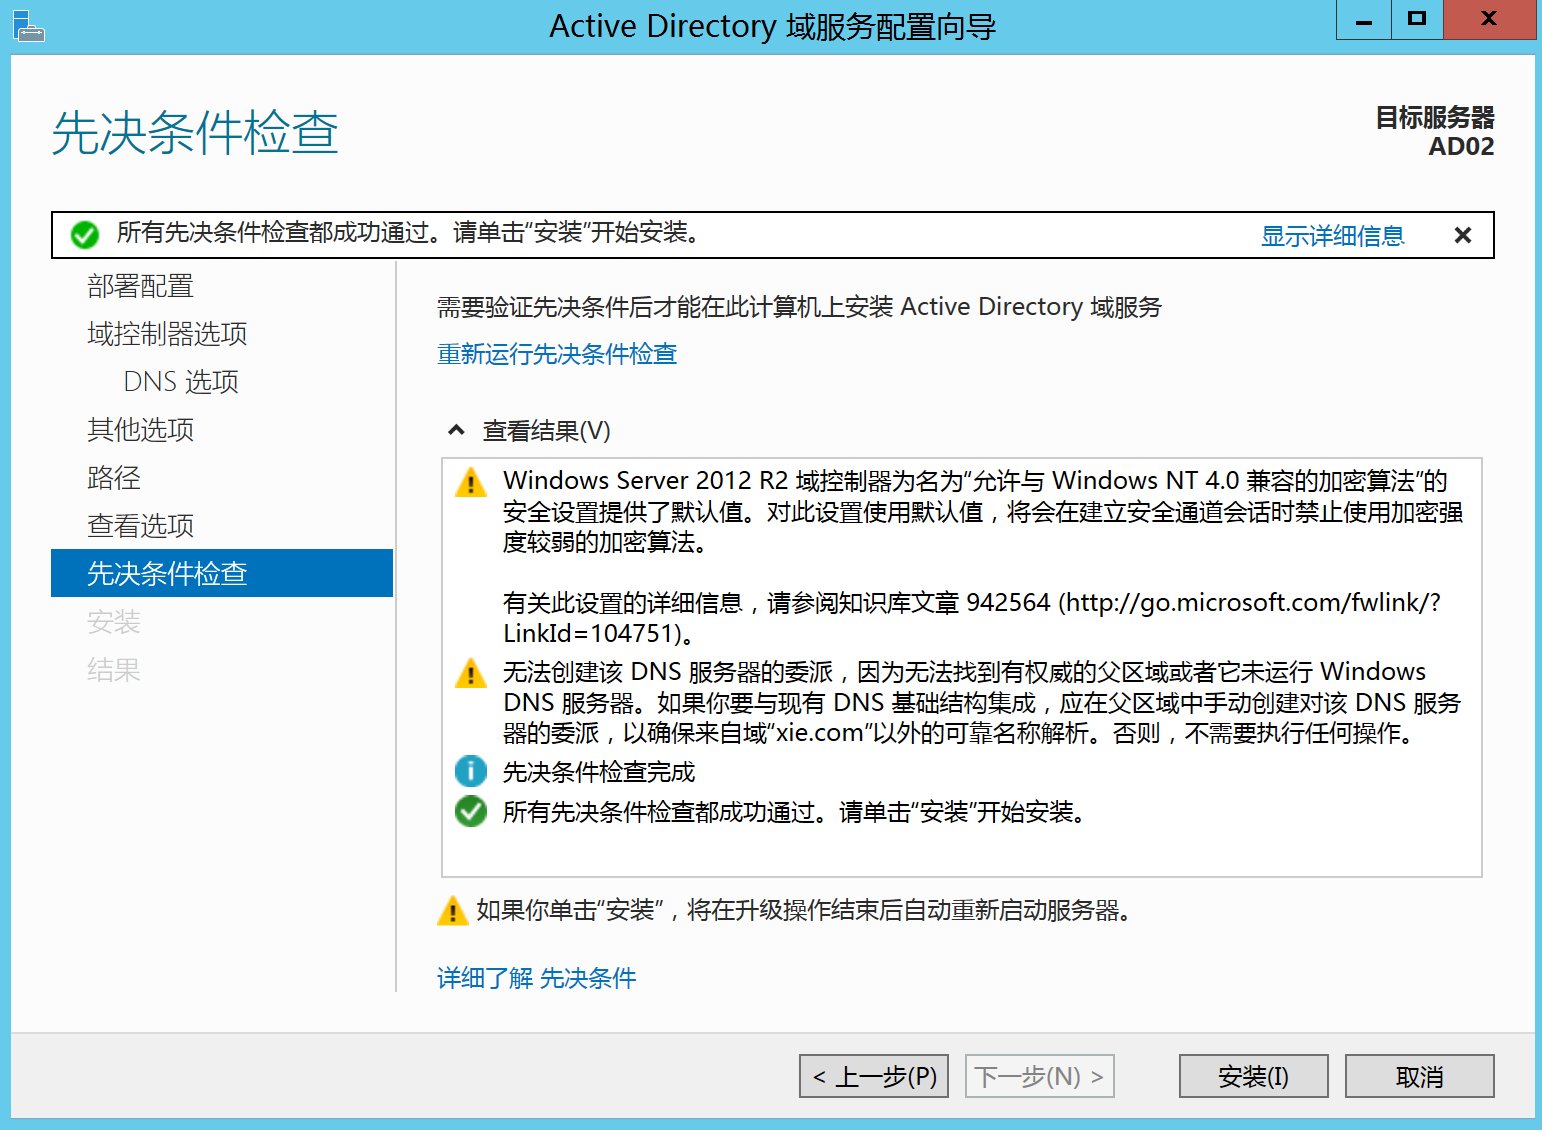 Active Directory 域服务配置向导
先决条件检查
目标服务器
AD02
所有先决条件检查都成功通过。请单击“安装”开始安装。
显示详细信息
部署配置
域控制器选项
DNS 选项
其他选项
路径
查看选项
先决条件检查
安装
结果
需要验证先决条件后才能在此计算机上安装 Active Directory 域服务
重新运行先决条件检查
查看结果(V)
Windows Server 2012 R2 域控制器为名为“允许与 Windows NT 4.0 兼容的加密算法”的
安全设置提供了默认值。对此设置使用默认值，将会在建立安全通道会话时禁止使用加密强
度较弱的加密算法。
有关此设置的详细信息，请参阅知识库文章 942564 (http://go.microsoft.com/fwlink/?
LinkId=104751)。
无法创建该 DNS 服务器的委派，因为无法找到有权威的父区域或者它未运行 Windows
DNS 服务器。如果你要与现有 DNS 基础结构集成，应在父区域中手动创建对该 DNS 服务
器的委派，以确保来自域“xie.com”以外的可靠名称解析。否则，不需要执行任何操作。
先决条件检查完成
所有先决条件检查都成功通过。请单击“安装”开始安装。
如果你单击“安装”，将在升级操作结束后自动重新启动服务器。
详细了解 先决条件
< 上一步(P)
下一步(N) >
安装(I)
取消